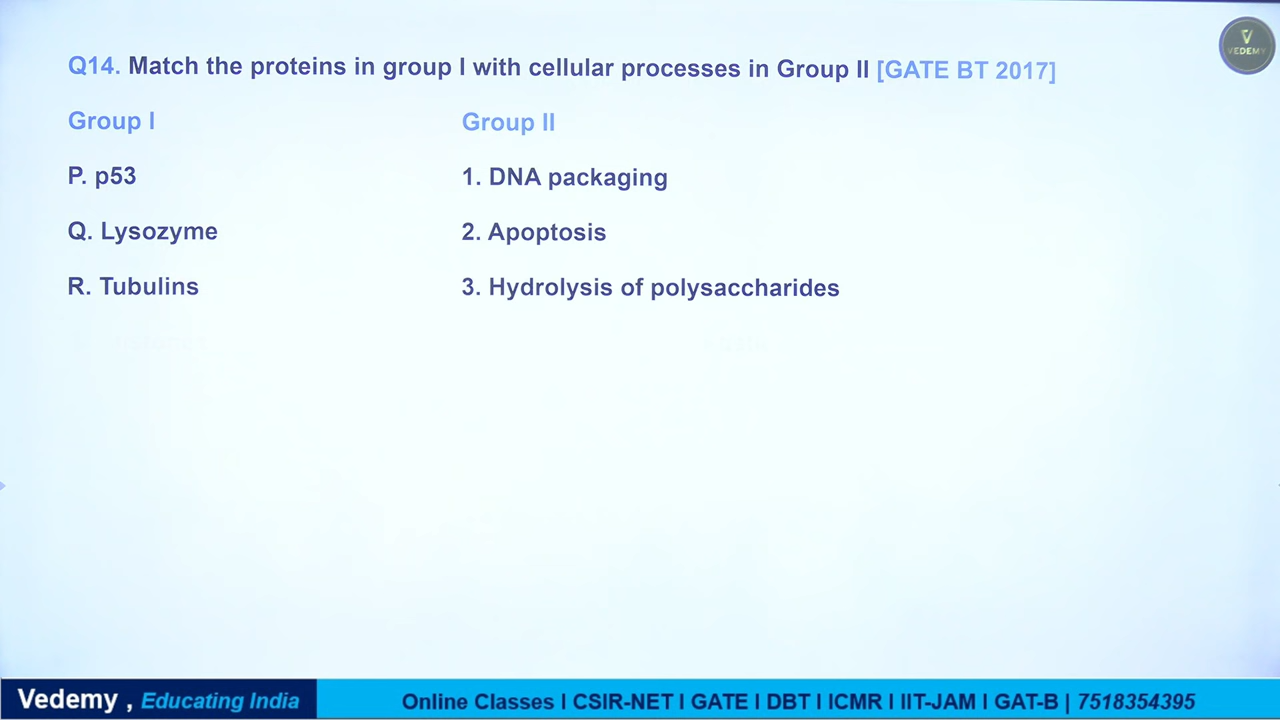 Q14. Match the proteins in group I with cellular processes in Group II [GATE BT 2017]
Group I Group II
P. p53 1. DNA packaging
Q. Lysozyme 2. Apoptosis
R. Tubulins 3. Hydrolysis of polysaccharides
V
VEDEMY
Vedemy , Educating India
Online Classes I CSIR-NET I GATE I DBT I ICMR I IIT-JAM I GAT-B | 7518354395